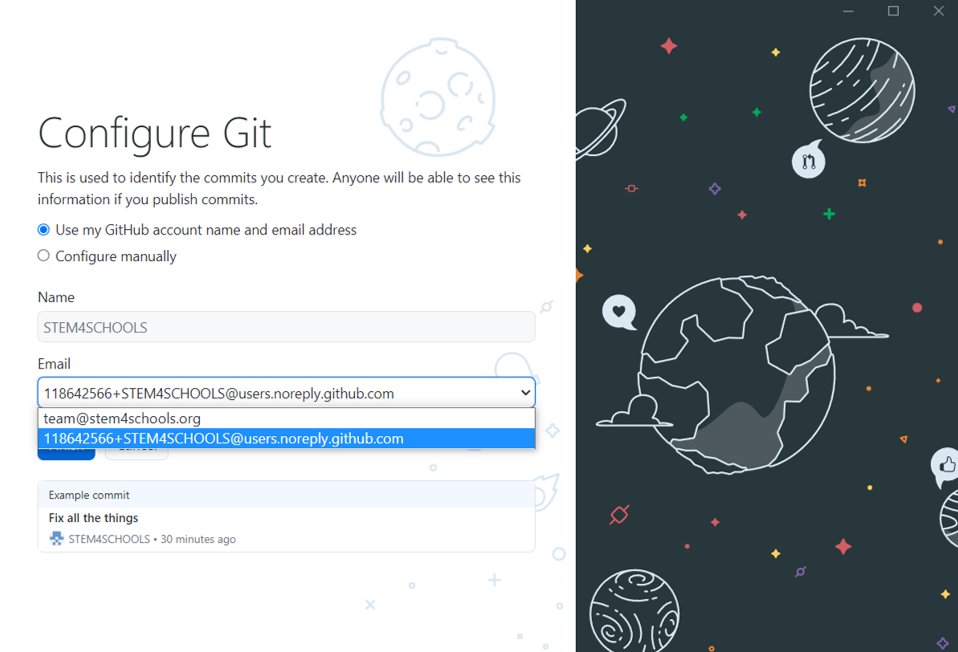 Configure Git
This is used to identify the commits you create. Anyone will be able to see this
information if you publish commits.
Use my GitHub account name and email address
Configure manually
Name
STEM4SCHOOLS
Email
118642566+STEM4SCHOOLS@users.noreply.github.com
team@stem4schools.org
118642566+STEM4SCHOOLS@users.noreply.github.com
Example commit
Fix all the things
STEM4SCHOOLS • 30 minutes ago